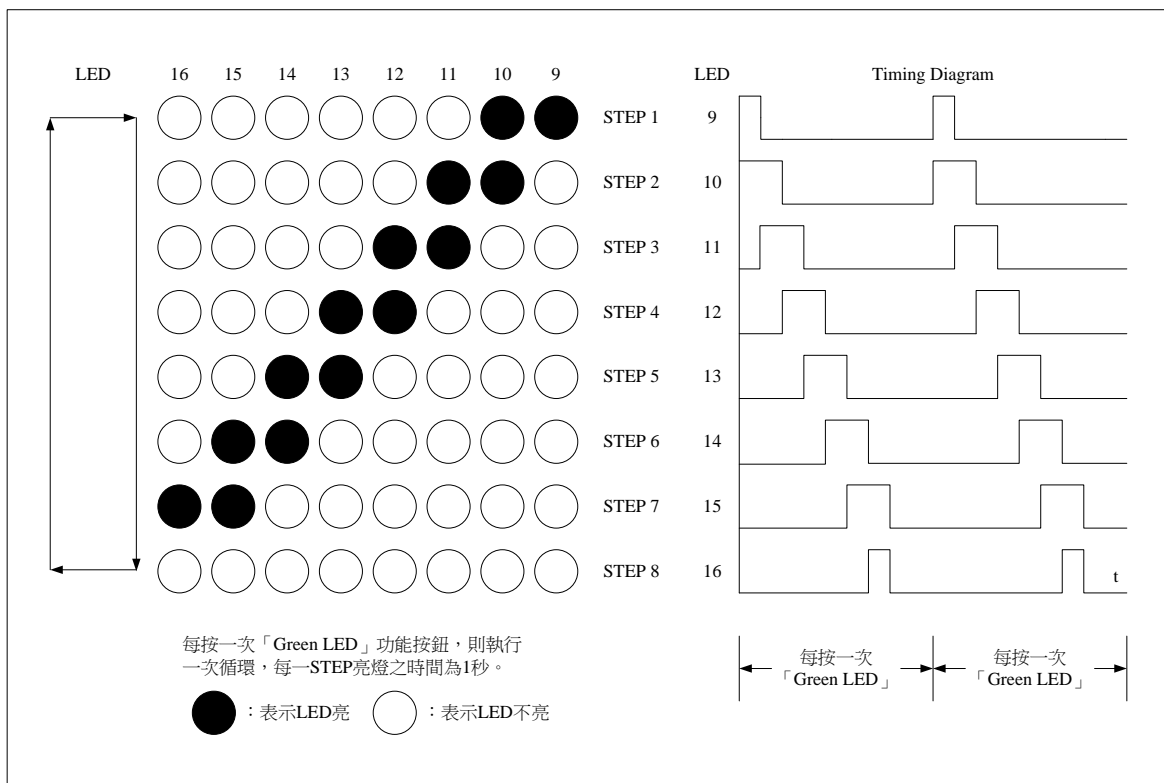 LED 16 15 14 13 12 11 10 9 LED Timing Diagram
STEP 1 9
STEP 2 10
STEP 3 11
STEP 4 12
STEP 5 13
STEP 6 14
STEP 7 15
STEP 8 16 t
每按一次「Green LED」功能按鈕，則執行
一次循環，每一STEP亮燈之時間為1秒。
：表示LED亮 ：表示LED不亮
每按一次 每按一次
「Green LED」 「Green LED」